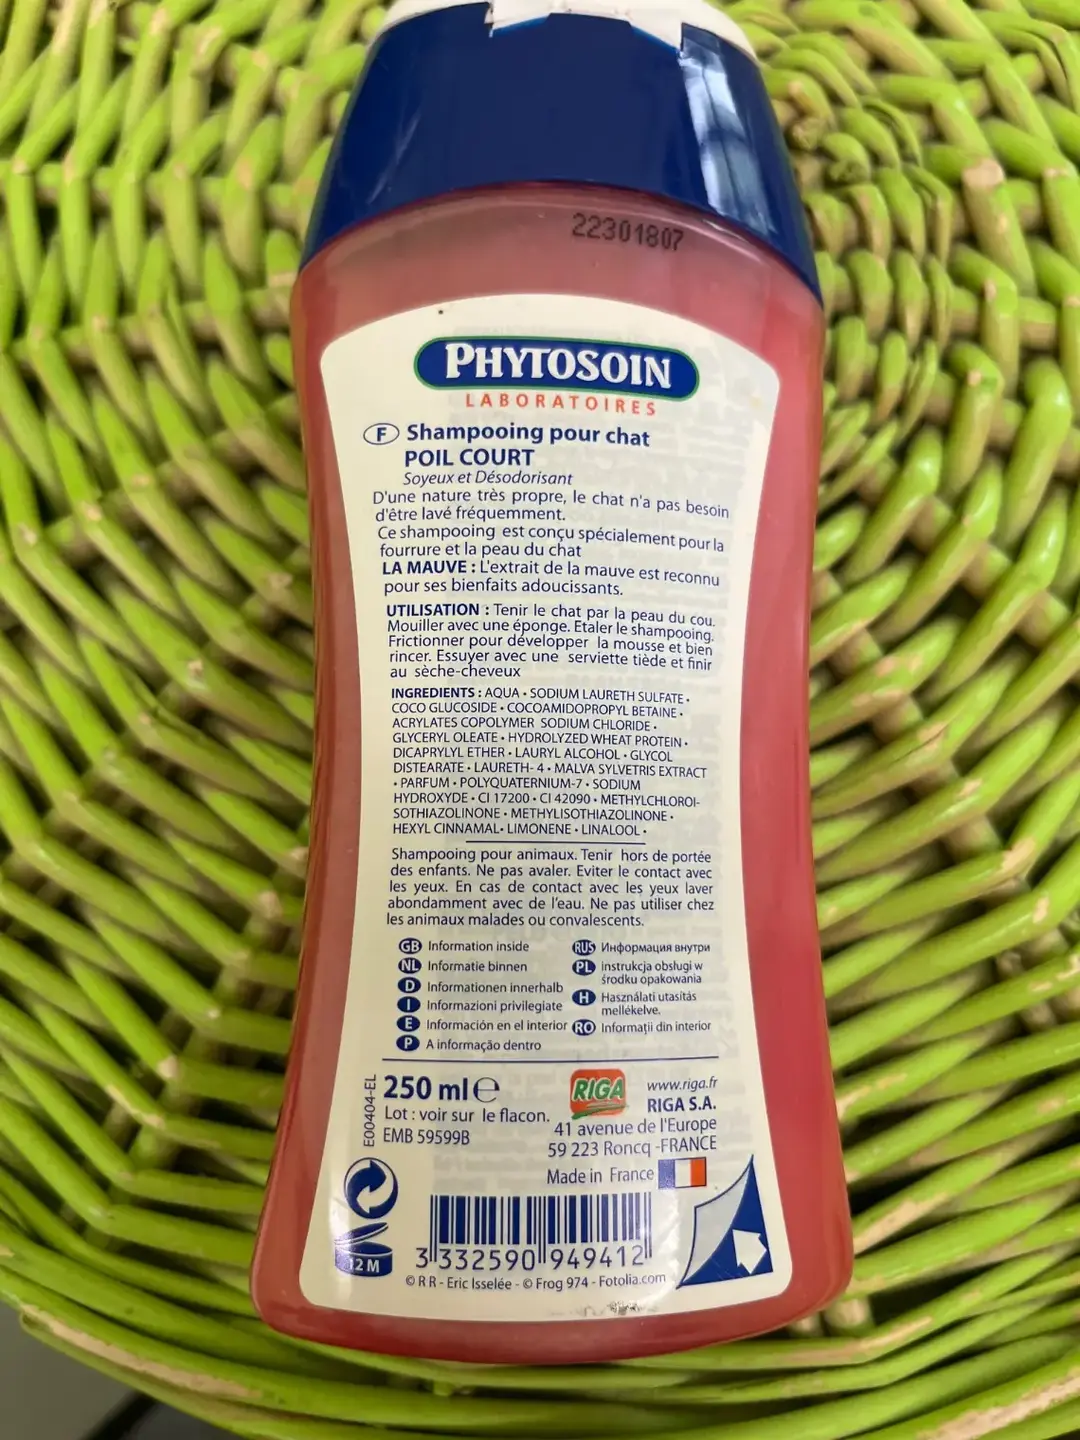 22301807
PHYTOSOIN
LABORATOIRES
F Shampooing pour chat
POIL COURT
Soyeux et Désodorisant
D'une nature très propre, le chat n'a pas besoin
d'être lavé fréquemment.
Ce shampooing est conçu spécialement pour la
fourrure et la peau du chat
LA MAUVE : L'extrait de la mauve est reconnu
pour ses bienfaits adoucissants.
UTILISATION : Tenir le chat par la peau du cou.
Mouiller avec une éponge. Etaler le shampooing.
Frictionner pour développer la mousse et bien
rincer. Essuyer avec une serviette tiède et finir
au sèche-cheveux
INGREDIENTS : AQUA • SODIUM LAURETH SULFATE •
COCO GLUCOSIDE • COCOAMIDOPROPYL BETAINE •
ACRYLATES COPOLYMER SODIUM CHLORIDE •
GLYCERYL OLEATE • HYDROLYZED WHEAT PROTEIN •
DICAPRYLYL ETHER • LAURYL ALCOHOL • GLYCOL
DISTEARATE • LAURETH- 4 • MALVA SYLVETRIS EXTRACT
• PARFUM • POLYQUATERNIUM-7 • SODIUM
HYDROXYDE • CI 17200 • CI 42090 • METHYLCHLOROI-
SOTHIAZOLINONE • METHYLISOTHIAZOLINONE •
HEXYL CINNAMAL• LIMONENE • LINALOOL •
Shampooing pour animaux. Tenir hors de portée
des enfants. Ne pas avaler. Eviter le contact avec
les yeux. En cas de contact avec les yeux laver
abondamment avec de l'eau. Ne pas utiliser chez
les animaux malades ou convalescents.
GB Information inside
NL Informatie binnen
D Informationen innerhalb
I Informazioni privilegiate
E Información en el interior
P A informação dentro
RUS Информация внутри
PL instrukcja obsługi w
środku opakowania
H Használati utasítás
mellékelve.
RO Informaţii din interior
E00404-EL
250 ml e
Lot : voir sur le flacon.
EMB 59599B
RIGA
www.riga.fr
RIGA S.A.
41 avenue de l'Europe
59 223 Roncq -FRANCE
Made in France
12 M
3 332590 949412
© R R - Eric Isselée - © Frog 974 - Fotolia.com